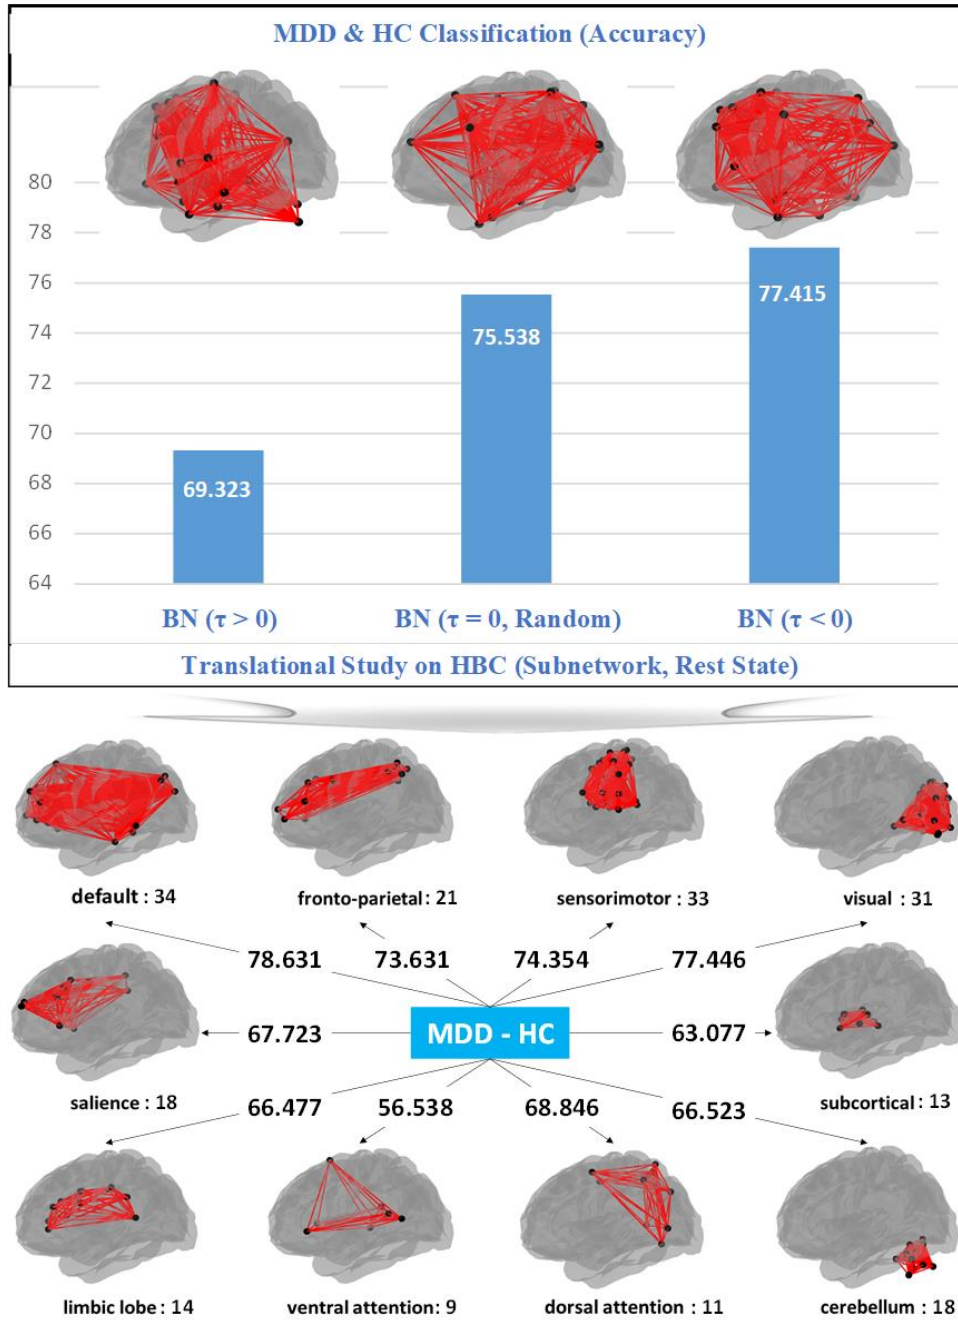 MDD & HC Classification (Accuracy)
80
78
76
74
72
70
68
66
64
69.323
75.538
77.415
BN (τ > 0)
BN (τ = 0, Random)
BN (τ < 0)
Translational Study on HBC (Subnetwork, Rest State)
default : 34
fronto-parietal : 21
sensorimotor : 33
visual : 31
78.631
73.631
74.354
77.446
67.723
MDD - HC
63.077
salience : 18
66.477
56.538
68.846
66.523
subcortical : 13
limbic lobe : 14
ventral attention : 9
dorsal attention : 11
cerebellum : 18